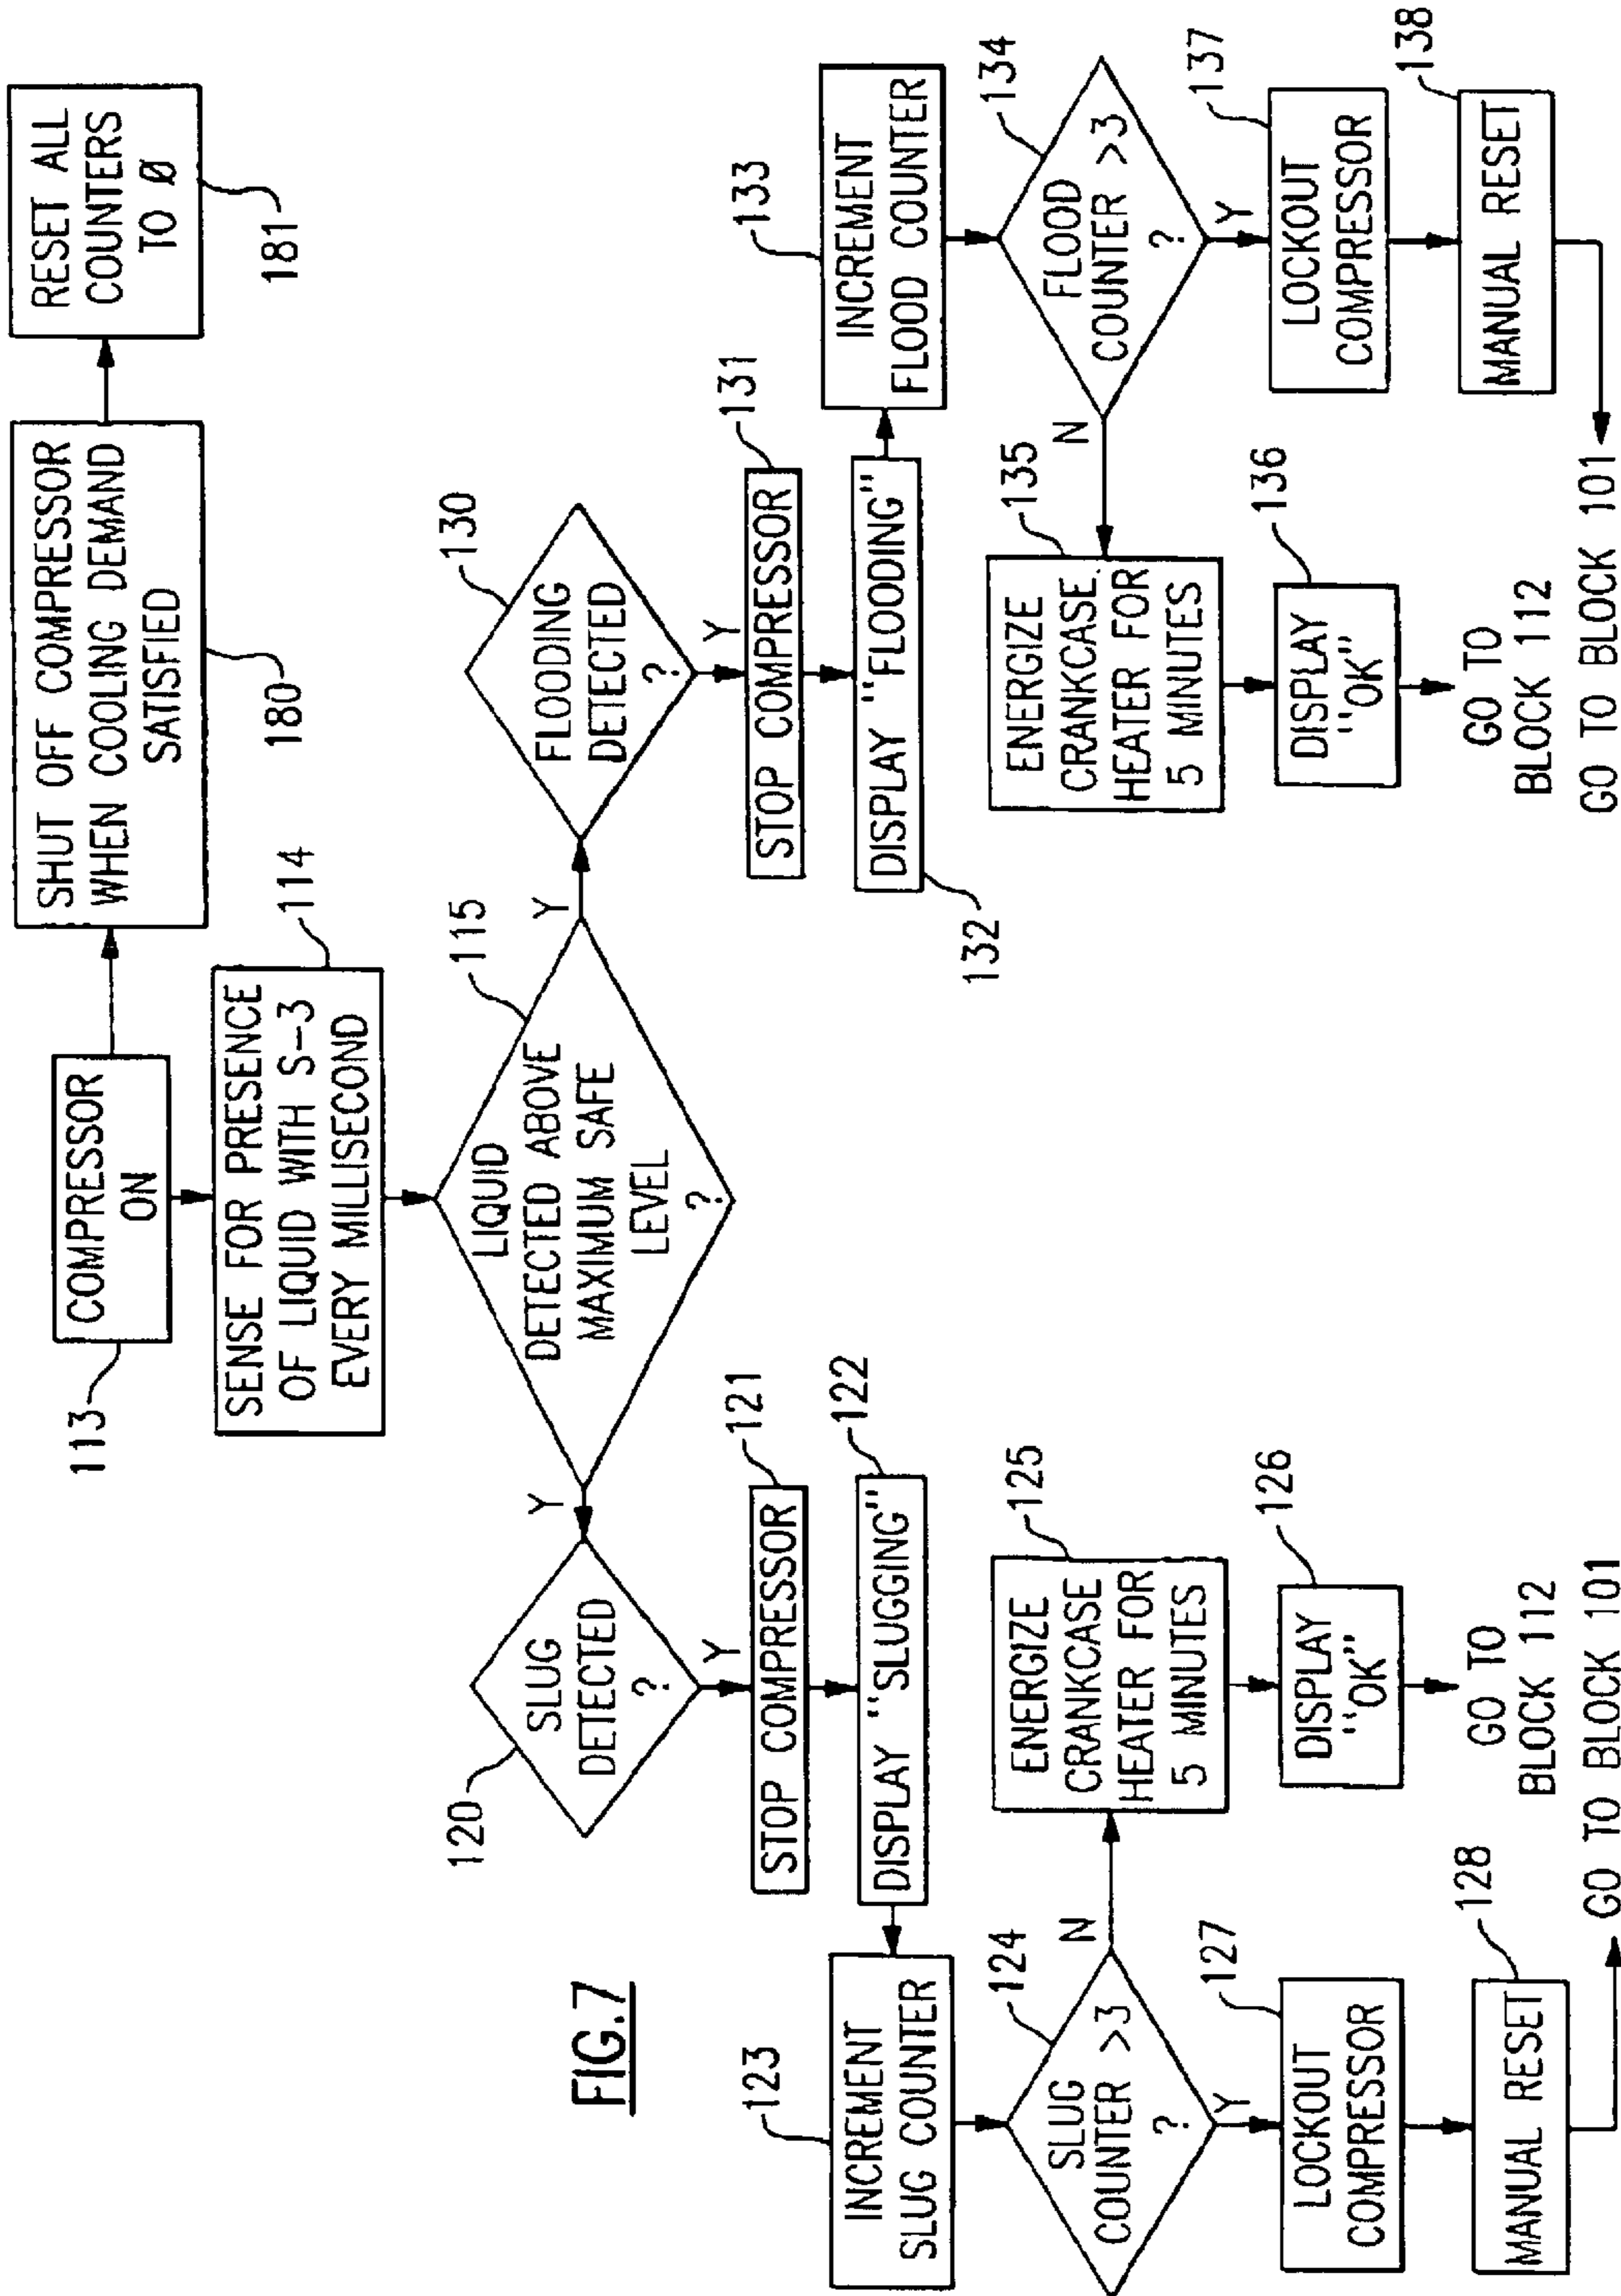 RESET ALL
COUNTERS
TO Ø
181
SHUT OFF COMPRESSOR
WHEN COOLING DEMAND
SATISFIED
180
COMPRESSOR
ON
113
SENSE FOR PRESENCE
OF LIQUID WITH S-3
EVERY MILLISECOND
114
LIQUID
DETECTED ABOVE
MAXIMUM SAFE
LEVEL
?
115
Y
Y
SLUG
DETECTED
?
120
Y
STOP COMPRESSOR
121
DISPLAY "SLUGGING"
122
INCREMENT
SLUG COUNTER
123
SLUG
COUNTER >3
?
124
N
Y
ENERGIZE
CRANKCASE
HEATER FOR
5 MINUTES
125
DISPLAY
"OK"
126
GO TO
BLOCK 112
LOCKOUT
COMPRESSOR
127
MANUAL RESET
128
GO TO BLOCK 101
FLOODING
DETECTED
?
130
Y
STOP COMPRESSOR
131
DISPLAY "FLOODING"
132
INCREMENT
FLOOD COUNTER
133
FLOOD
COUNTER >3
?
134
N
Y
ENERGIZE
CRANKCASE.
HEATER FOR
5 MINUTES
135
DISPLAY
"OK"
136
GO TO
BLOCK 112
LOCKOUT
COMPRESSOR
137
MANUAL RESET
138
GO TO BLOCK 101
FIG.7